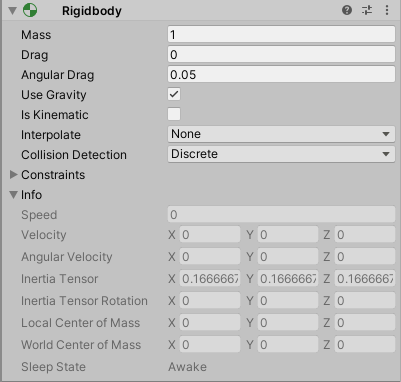 Rigidbody
Mass 1
Drag 0
Angular Drag 0.05
Use Gravity
Is Kinematic
Interpolate None
Collision Detection Discrete
Constraints
Info
Speed 0
Velocity X 0 Y 0 Z 0
Angular Velocity X 0 Y 0 Z 0
Inertia Tensor X 0.1666667 Y 0.1666667 Z 0.1666667
Inertia Tensor Rotation X 0 Y 0 Z 0
Local Center of Mass X 0 Y 0 Z 0
World Center of Mass X 0 Y 0 Z 0
Sleep State Awake